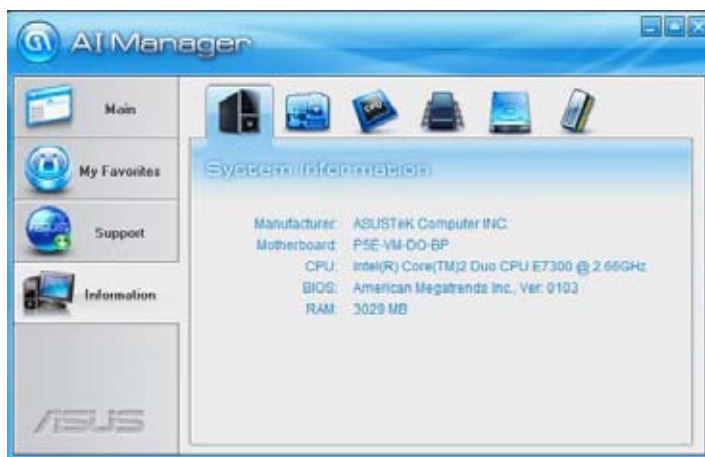 AI Manager
Main
My Favorites
Support
Information
ASUS
CPU
System Information
Manufacturer: ASUSTeK Computer INC.
Motherboard: P5E-VM-DO-BP
CPU: Intel(R) Core(TM)2 Duo CPU E7300 @ 2.66GHz
BIOS: American Megatrends Inc., Ver. 0103
RAM: 3029 MB